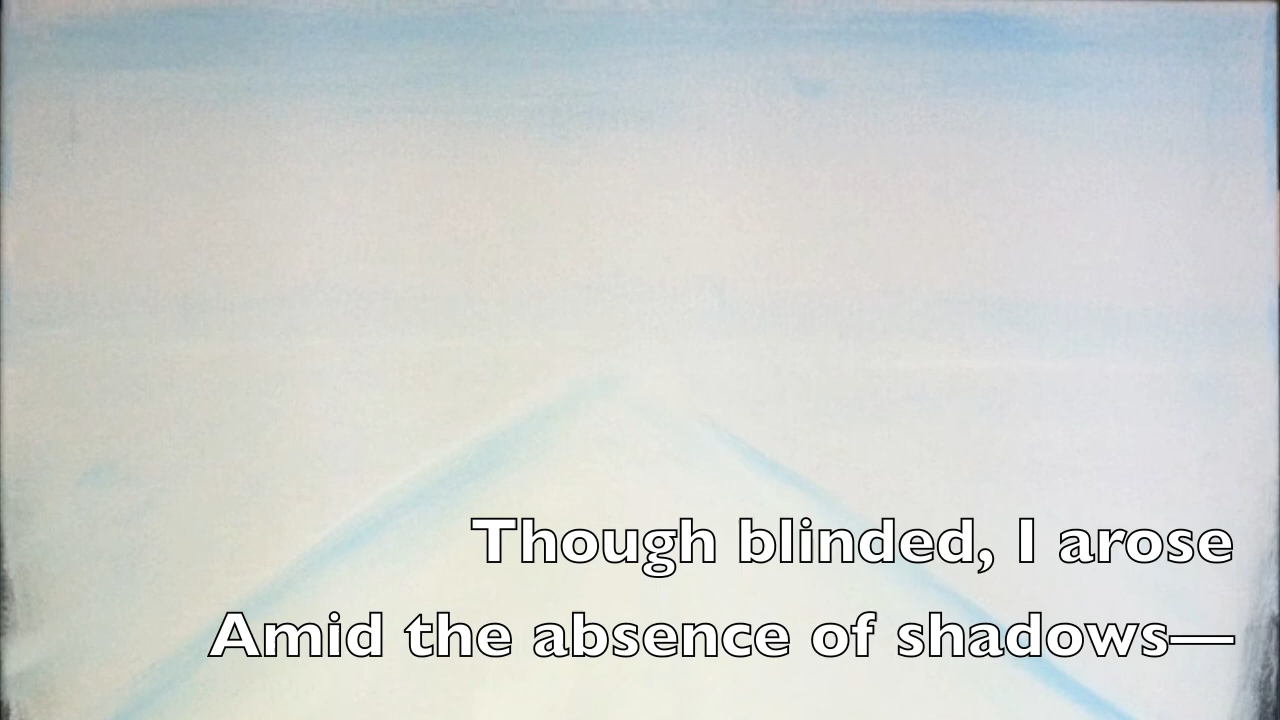 Though blinded, I arose
Amid the absence of shadows—